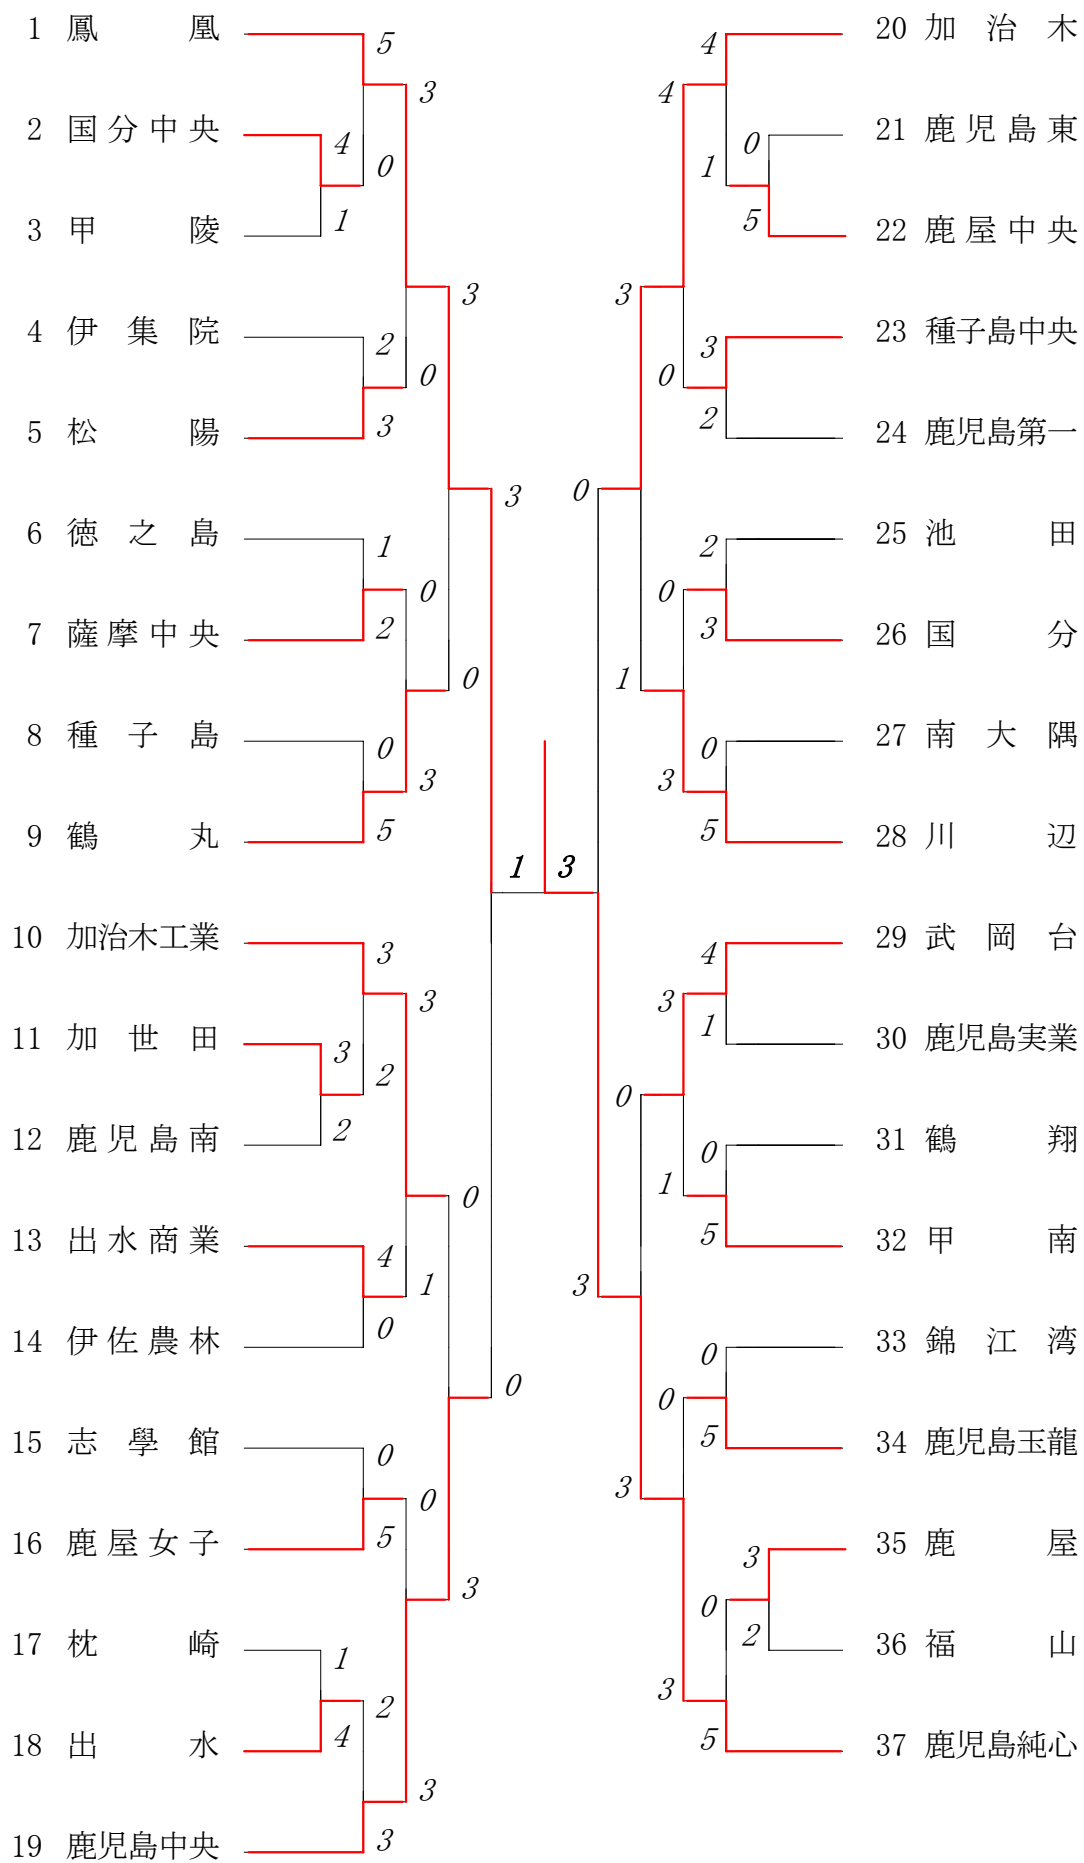 1 鳳凰
5
3
2 国分中央
4
0
3 甲陵
1
3
4 伊集院
2
0
5 松陽
3
3
6 徳之島
1
0
7 薩摩中央
2
0
8 種子島
0
3
9 鶴丸
5
1
10 加治木工業
3
3
11 加世田
3
2
12 鹿児島南
2
0
13 出水商業
4
1
14 伊佐農林
0
0
15 志學館
0
0
16 鹿屋女子
5
3
17 枕崎
1
2
18 出水
4
3
19 鹿児島中央
3
20 加治木
4
4
21 鹿児島東
0
1
22 鹿屋中央
5
3
23 種子島中央
3
0
24 鹿児島第一
2
0
25 池田
2
0
26 国分
3
1
27 南大隅
0
3
28 川辺
5
3
29 武岡台
4
3
30 鹿児島実業
1
0
31 鶴翔
0
1
32 甲南
5
3
33 錦江湾
0
0
34 鹿児島玉龍
5
3
35 鹿屋
3
0
36 福山
2
3
37 鹿児島純心
5